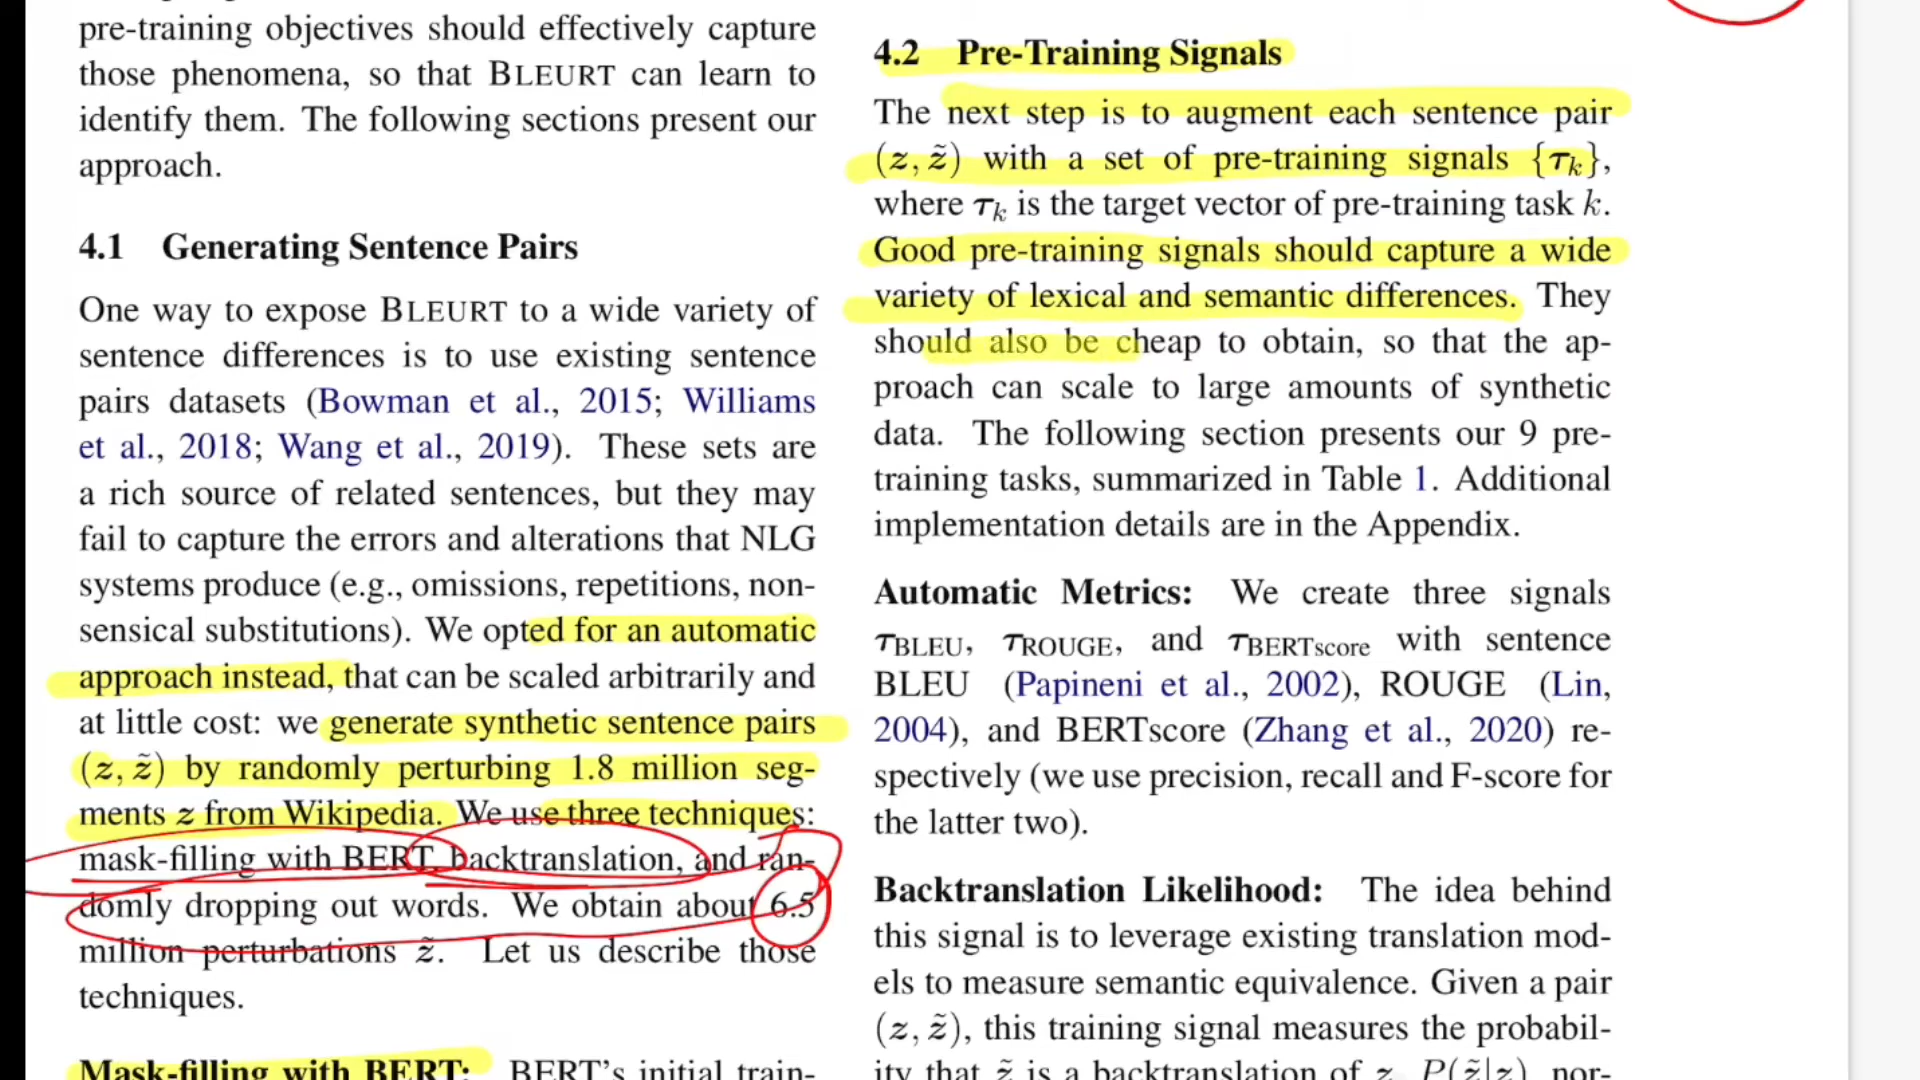 pre-training objectives should effectively capture
those phenomena, so that BLEURT can learn to
identify them. The following sections present our
approach.
4.1 Generating Sentence Pairs
One way to expose BLEURT to a wide variety of
sentence differences is to use existing sentence
pairs datasets (Bowman et al., 2015; Williams
et al., 2018; Wang et al., 2019). These sets are
a rich source of related sentences, but they may
fail to capture the errors and alterations that NLG
systems produce (e.g., omissions, repetitions, non-
sensical substitutions). We opted for an automatic
approach instead, that can be scaled arbitrarily and
at little cost: we generate synthetic sentence pairs
(z, z̃) by randomly perturbing 1.8 million seg-
ments z from Wikipedia. We use three techniques:
mask-filling with BERT, backtranslation, and ran-
domly dropping out words. We obtain about 6.5
million perturbations z̃. Let us describe those
techniques.
Mask-filling with BERT: BERT's initial train-
4.2 Pre-Training Signals
The next step is to augment each sentence pair
(z, z̃) with a set of pre-training signals {τk},
where τk is the target vector of pre-training task k.
Good pre-training signals should capture a wide
variety of lexical and semantic differences. They
should also be cheap to obtain, so that the ap-
proach can scale to large amounts of synthetic
data. The following section presents our 9 pre-
training tasks, summarized in Table 1. Additional
implementation details are in the Appendix.
Automatic Metrics: We create three signals
τBLEU, τROUGE, and τBERTscore with sentence
BLEU (Papineni et al., 2002), ROUGE (Lin,
2004), and BERTscore (Zhang et al., 2020) re-
spectively (we use precision, recall and F-score for
the latter two).
Backtranslation Likelihood: The idea behind
this signal is to leverage existing translation mod-
els to measure semantic equivalence. Given a pair
(z, z̃), this training signal measures the probabil-
ity that z̃ is a backtranslation of z, P(z̃|z), nor-